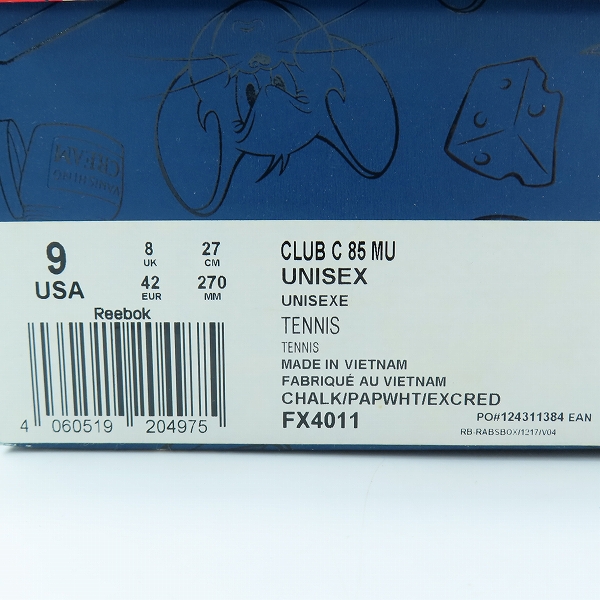 9
USA
8
UK
42
EUR
27
CM
270
MM
Reebok
4 060519 204975
CLUB C 85 MU
UNISEX
UNISEXE
TENNIS
TENNIS
MADE IN VIETNAM
FABRIQUÉ AU VIETNAM
CHALK/PAPWHT/EXCRED
FX4011
PO#124311384 EAN
RB-RABSBOX/1217/V04